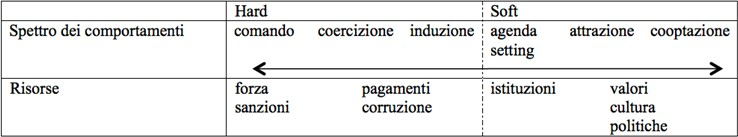 Hard Soft
Spettro dei comportamenti comando coercizione induzione agenda attrazione cooptazione
setting
Risorse forza pagamenti istituzioni valori
sanzioni corruzione cultura
politiche